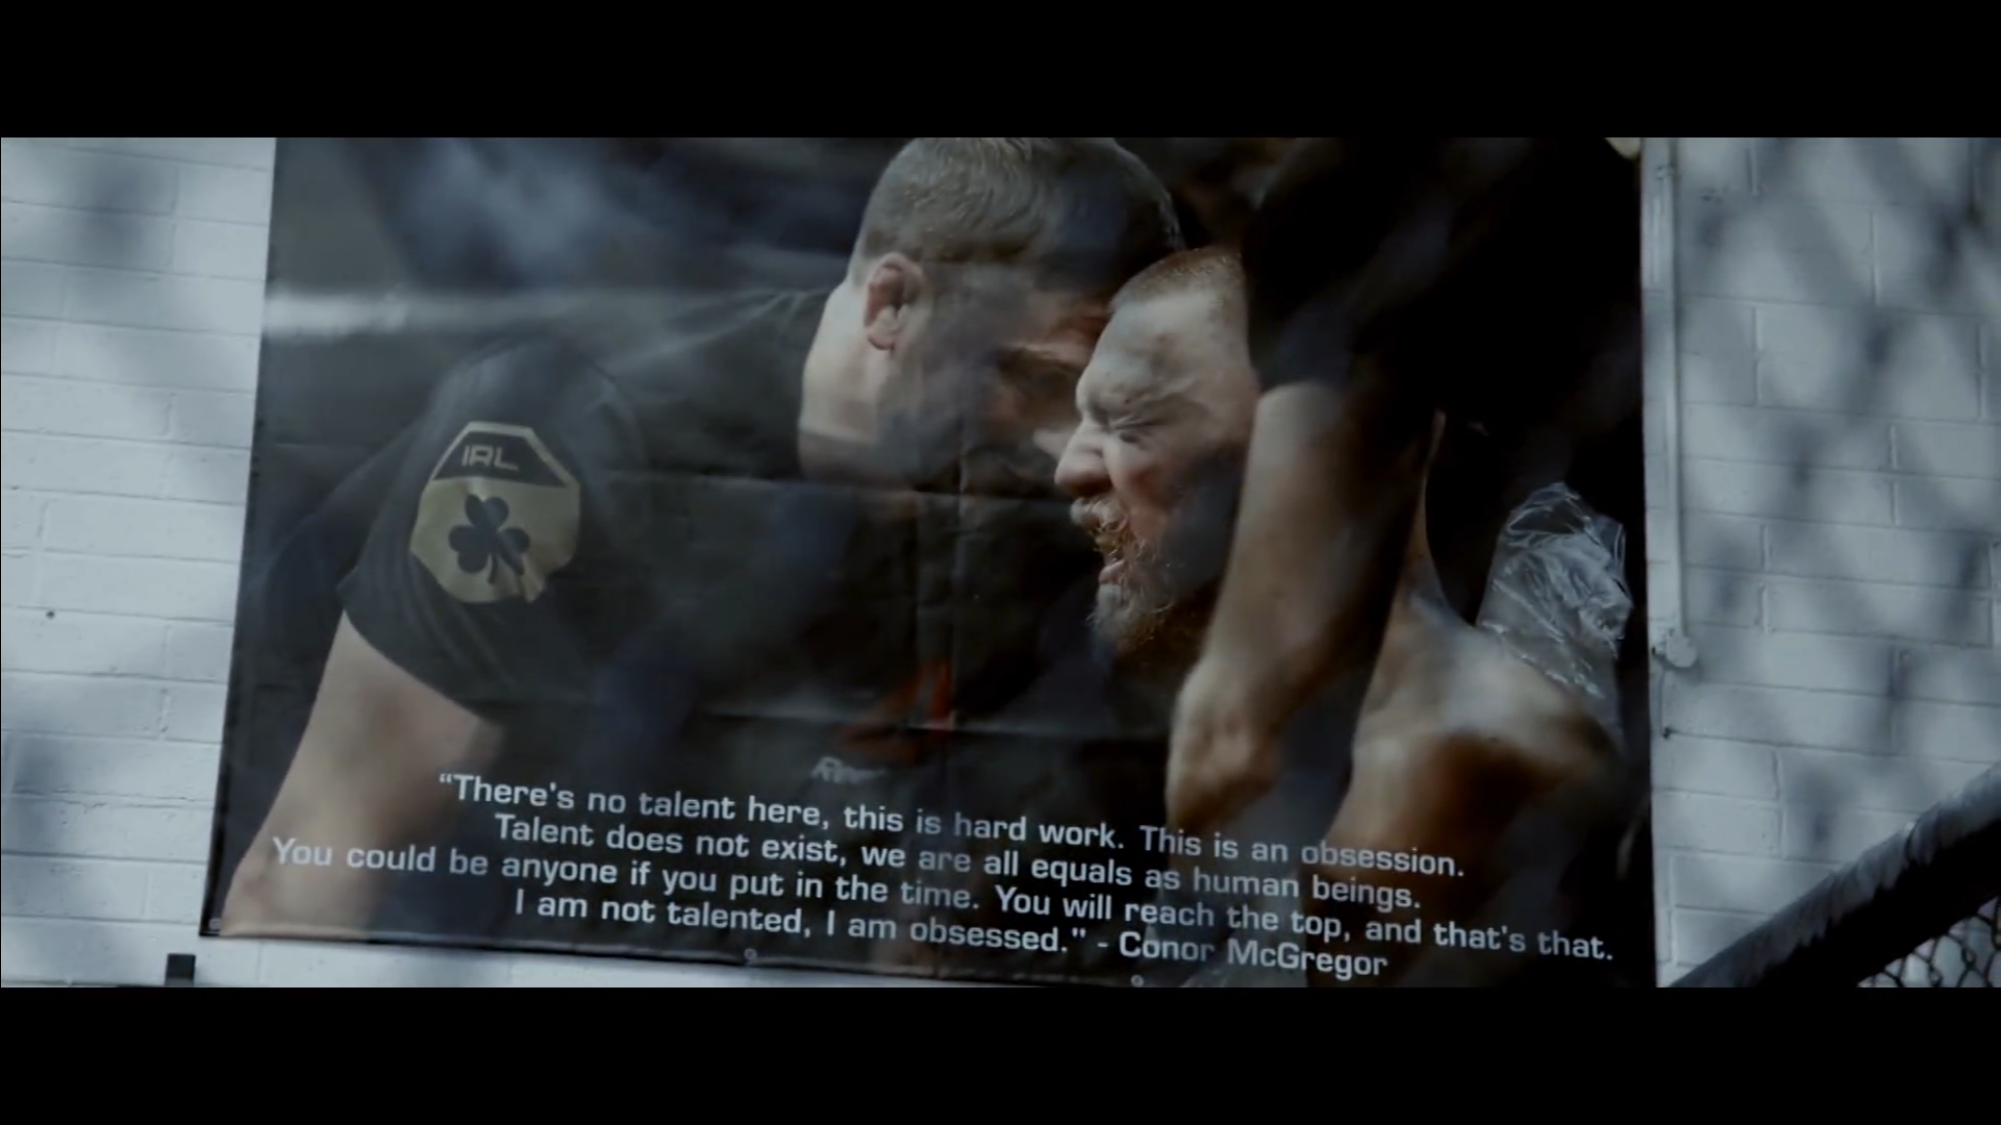 IRL
"There's no talent here, this is hard work. This is an obsession.
Talent does not exist, we are all equals as human beings.
You could be anyone if you put in the time. You will reach the top, and that's that.
I am not talented, I am obsessed." - Conor McGregor